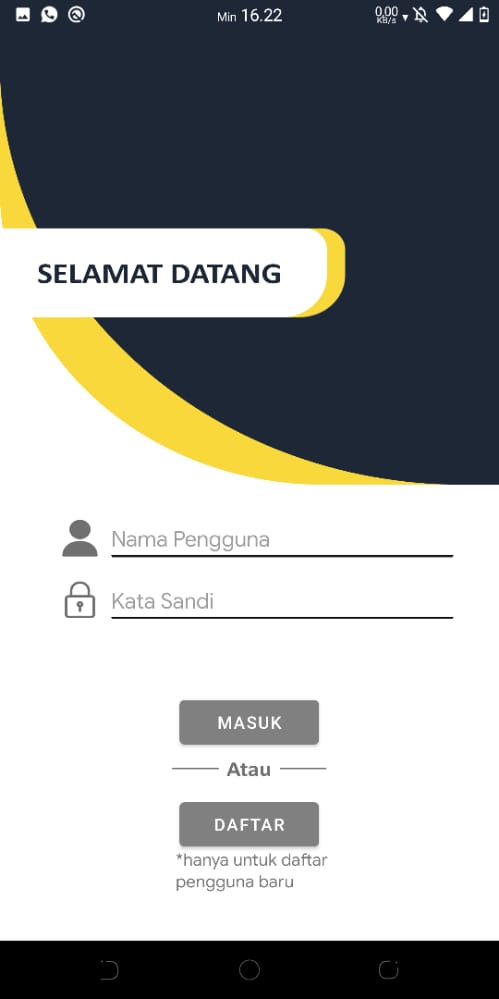 Min 16.22
0,00
KB/s
SELAMAT DATANG
Nama Pengguna
Kata Sandi
MASUK
Atau
DAFTAR
*hanya untuk daftar
pengguna baru